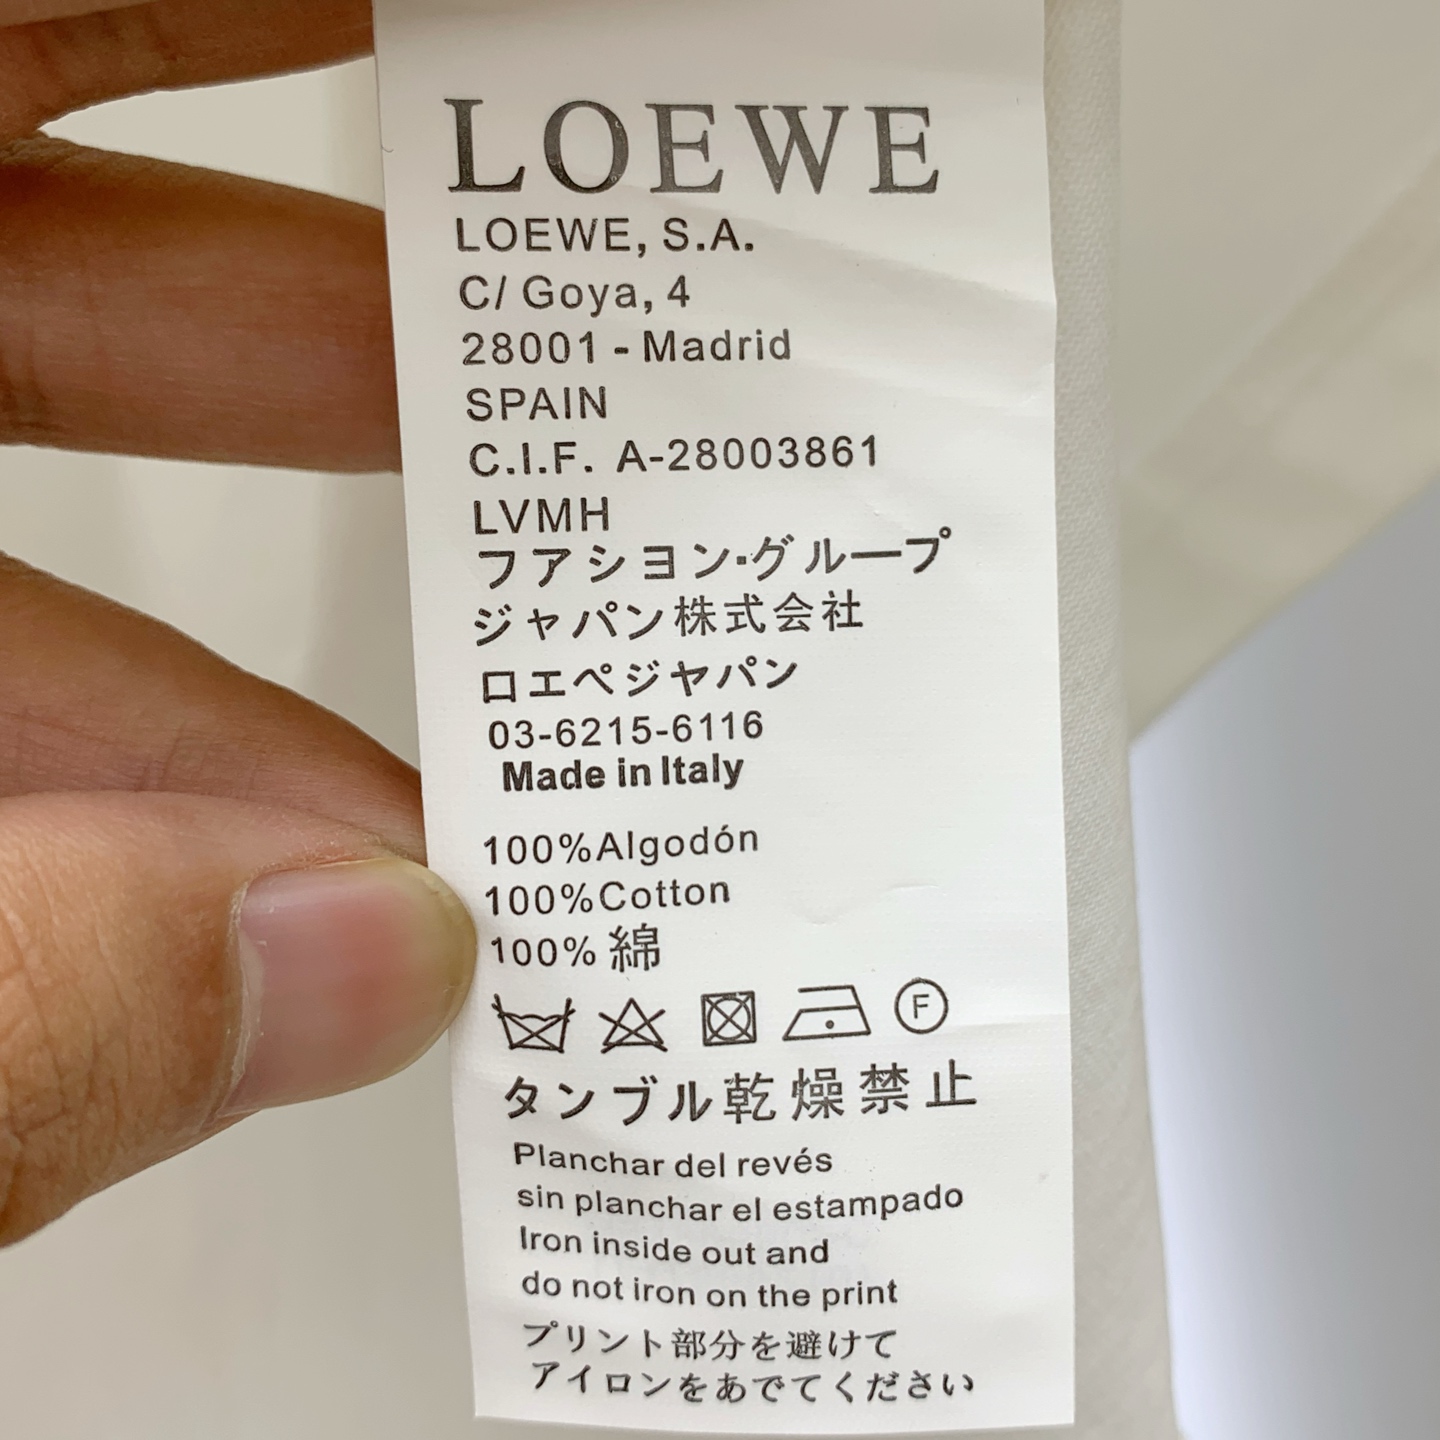 LOEWE
LOEWE, S.A.
C/ Goya, 4
28001 - Madrid
SPAIN
C.I.F. A-28003861
LVMH
フアシヨン·グループ
ジャパン株式会社
ロエペジヤパン
03-6215-6116
Made in Italy
100%Algodón
100%Cotton
100% 綿
F
タンブル乾燥禁止
Planchar del revés
sin planchar el estampado
Iron inside out and
do not iron on the print
プリント部分を避けて
アイロンをあでてください